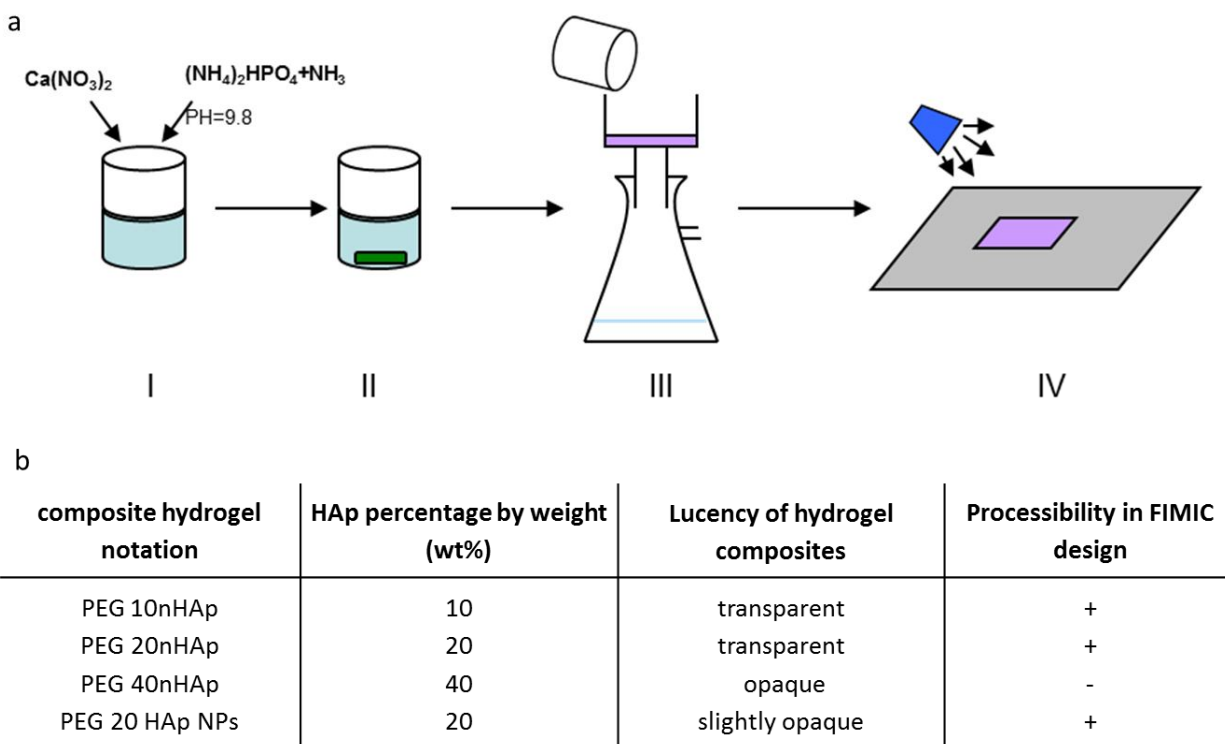 a
Ca(NO₃)₂
(NH₄)₂HPO₄+NH₃
PH=9.8
I II III IV
b
composite hydrogel notation HAp percentage by weight (wt%) Lucency of hydrogel composites Processibility in FIMIC design
PEG 10nHAp 10 transparent +
PEG 20nHAp 20 transparent +
PEG 40nHAp 40 opaque -
PEG 20 HAp NPs 20 slightly opaque +